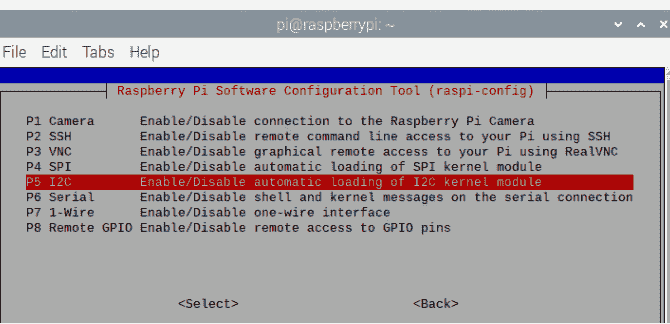 pi@raspberrypi: ~
File Edit Tabs Help
Raspberry Pi Software Configuration Tool (raspi-config)
P1 Camera Enable/Disable connection to the Raspberry Pi Camera
P2 SSH Enable/Disable remote command line access to your Pi using SSH
P3 VNC Enable/Disable graphical remote access to your Pi using RealVNC
P4 SPI Enable/Disable automatic loading of SPI kernel module
P5 I2C Enable/Disable automatic loading of I2C kernel module
P6 Serial Enable/Disable shell and kernel messages on the serial connection
P7 1-Wire Enable/Disable one-wire interface
P8 Remote GPIO Enable/Disable remote access to GPIO pins
<Select> <Back>